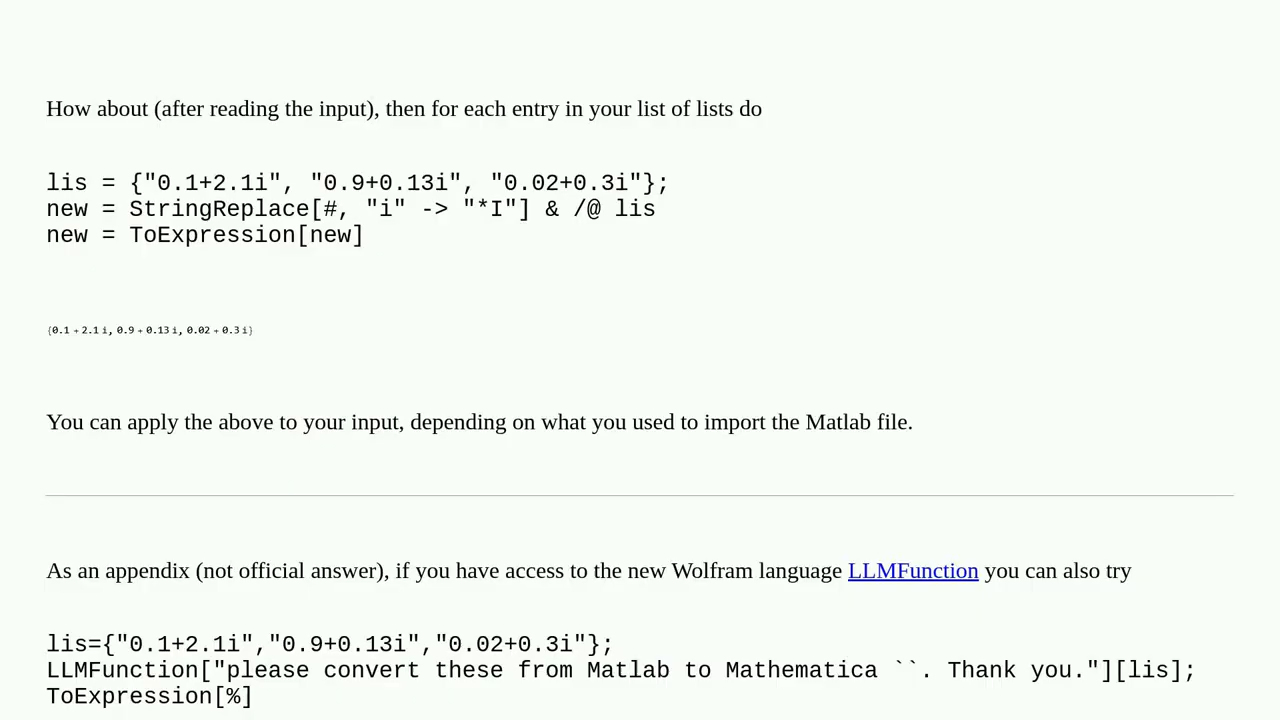 How about (after reading the input), then for each entry in your list of lists do
lis = {"0.1+2.1i", "0.9+0.13i", "0.02+0.3i"};
new = StringReplace[#, "i" -> "*I"] & /@ lis
new = ToExpression[new]
{0.1 + 2.1 i, 0.9 + 0.13 i, 0.02 + 0.3 i}
You can apply the above to your input, depending on what you used to import the Matlab file.
As an appendix (not official answer), if you have access to the new Wolfram language LLMFunction you can also try
lis={"0.1+2.1i","0.9+0.13i","0.02+0.3i"};
LLMFunction["please convert these from Matlab to Mathematica ``. Thank you."][lis];
ToExpression[%]